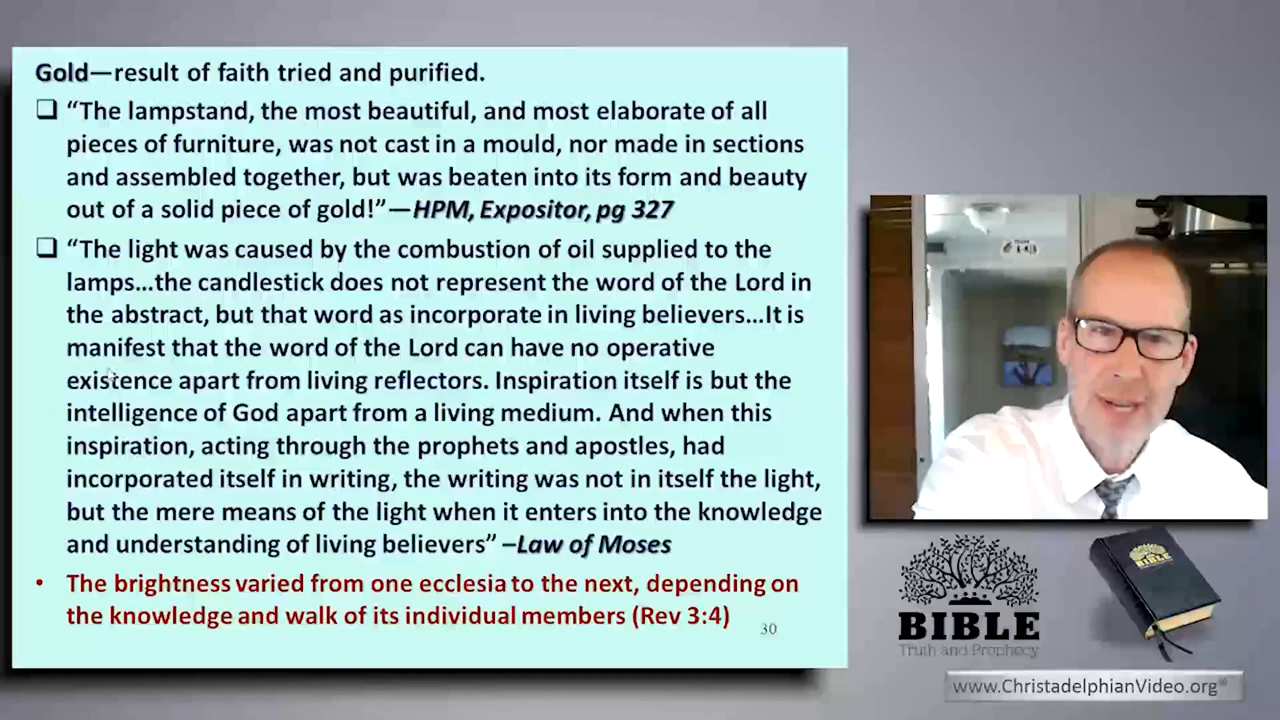 Gold—result of faith tried and purified.
❑ “The lampstand, the most beautiful, and most elaborate of all
pieces of furniture, was not cast in a mould, nor made in sections
and assembled together, but was beaten into its form and beauty
out of a solid piece of gold!”—HPM, Expositor, pg 327
❑ “The light was caused by the combustion of oil supplied to the
lamps…the candlestick does not represent the word of the Lord in
the abstract, but that word as incorporate in living believers…It is
manifest that the word of the Lord can have no operative
existence apart from living reflectors. Inspiration itself is but the
intelligence of God apart from a living medium. And when this
inspiration, acting through the prophets and apostles, had
incorporated itself in writing, the writing was not in itself the light,
but the mere means of the light when it enters into the knowledge
and understanding of living believers” –Law of Moses
• The brightness varied from one ecclesia to the next, depending on
the knowledge and walk of its individual members (Rev 3:4)
30
BIBLE
Truth and Prophecy
BIBLE
www.ChristadelphianVideo.org®